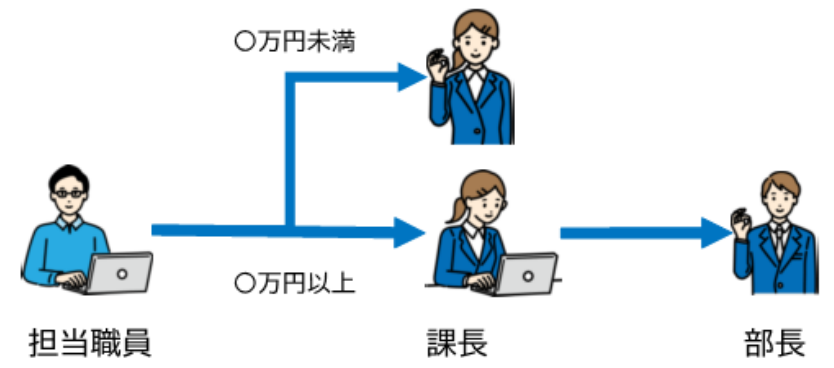 〇万円未満
〇万円以上
担当職員
課長
部長